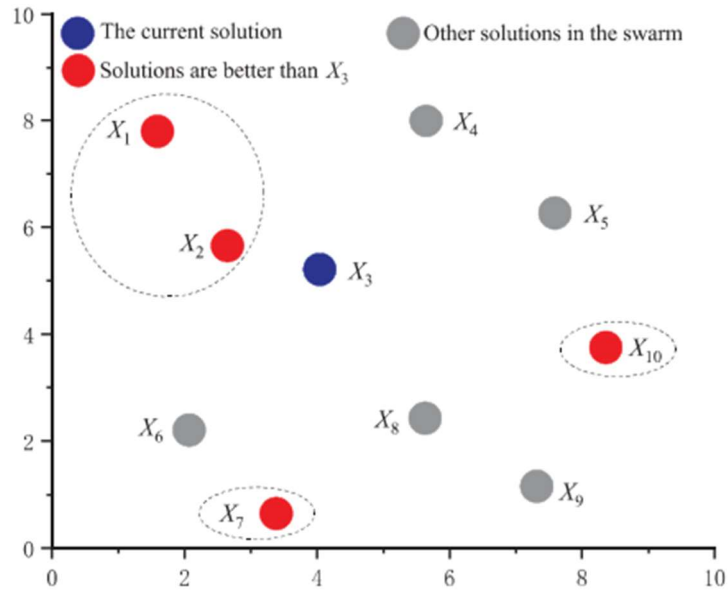 10
The current solution
Other solutions in the swarm
Solutions are better than X₃
8
X₁
X₄
6
X₂
X₅
X₃
4
X₁₀
2
X₆
X₈
X₇
X₉
0
0 2 4 6 8 10